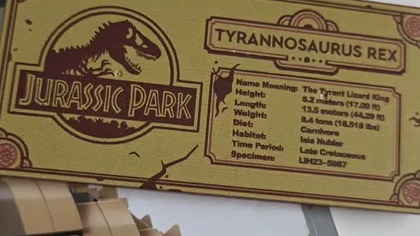 JURASSIC PARK
TYRANNOSAURUS REX
Name Meaning: The Tyrant Lizard King
Height: 5.2 meters (17.06 ft)
Length: 13.5 meters (44.29 ft)
Weight: 8.4 tons (18,518 lbs)
Diet: Carnivore
Habitat: Isla Nublar
Time Period: Late Cretaceous
Specimen: LIN23-5987